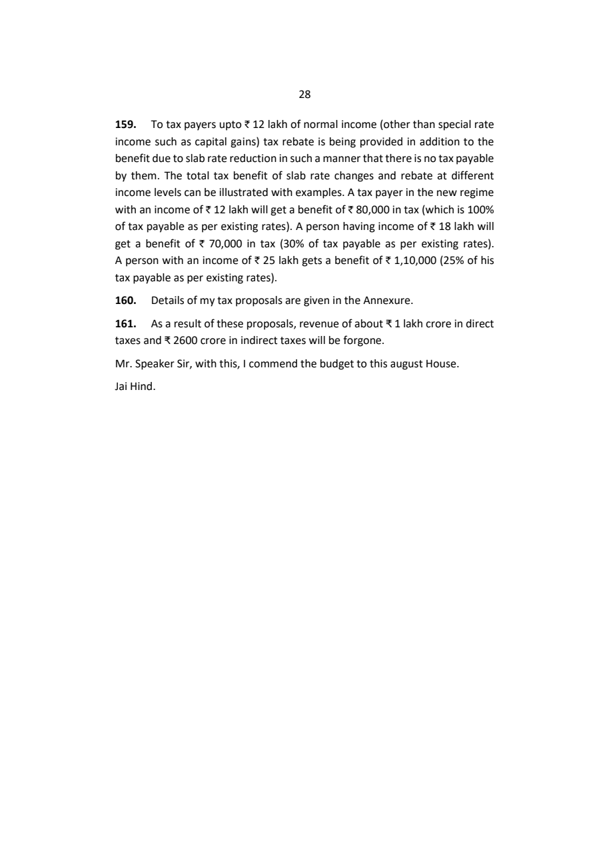 28
159. To tax payers upto ₹ 12 lakh of normal income (other than special rate
income such as capital gains) tax rebate is being provided in addition to the
benefit due to slab rate reduction in such a manner that there is no tax payable
by them. The total tax benefit of slab rate changes and rebate at different
income levels can be illustrated with examples. A tax payer in the new regime
with an income of ₹ 12 lakh will get a benefit of ₹ 80,000 in tax (which is 100%
of tax payable as per existing rates). A person having income of ₹ 18 lakh will
get a benefit of ₹ 70,000 in tax (30% of tax payable as per existing rates).
A person with an income of ₹ 25 lakh gets a benefit of ₹ 1,10,000 (25% of his
tax payable as per existing rates).
160. Details of my tax proposals are given in the Annexure.
161. As a result of these proposals, revenue of about ₹ 1 lakh crore in direct
taxes and ₹ 2600 crore in indirect taxes will be forgone.
Mr. Speaker Sir, with this, I commend the budget to this august House.
Jai Hind.